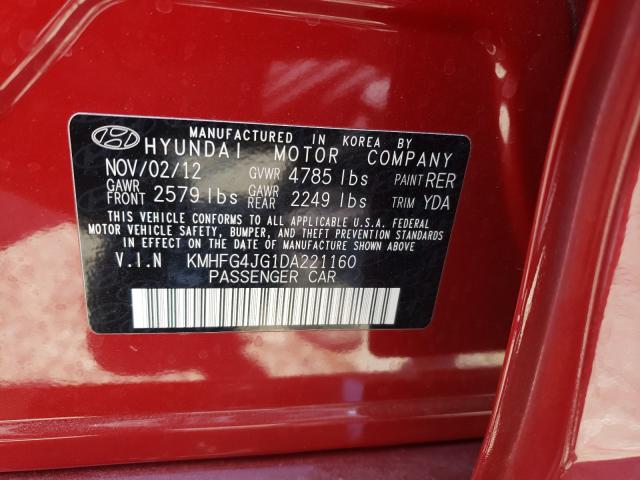 MANUFACTURED IN KOREA BY
HYUNDAI MOTOR COMPANY
NOV/02/12 GVWR 4785 lbs PAINT RER
GAWR FRONT 2579 lbs GAWR REAR 2249 lbs TRIM YDA
THIS VEHICLE CONFORMS TO ALL APPLICABLE U.S.A. FEDERAL
MOTOR VEHICLE SAFETY, BUMPER, AND THEFT PREVENTION STANDARDS
IN EFFECT ON THE DATE OF MANUFACTURE SHOWN ABOVE.
V.I.N KMHFG4JG1DA221160
PASSENGER CAR